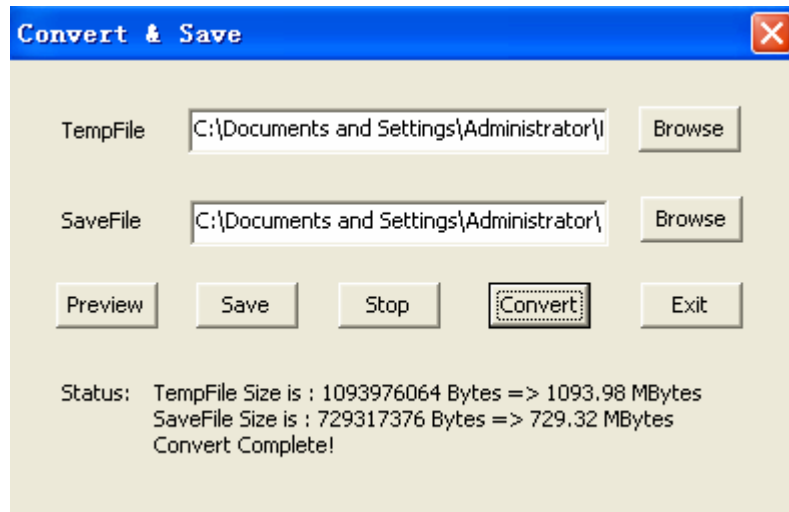 Convert & Save
TempFile C:\Documents and Settings\Administrator\ Browse
SaveFile C:\Documents and Settings\Administrator\ Browse
Preview Save Stop Convert Exit
Status: TempFile Size is : 1093976064 Bytes => 1093.98 MBytes
SaveFile Size is : 729317376 Bytes => 729.32 MBytes
Convert Complete!